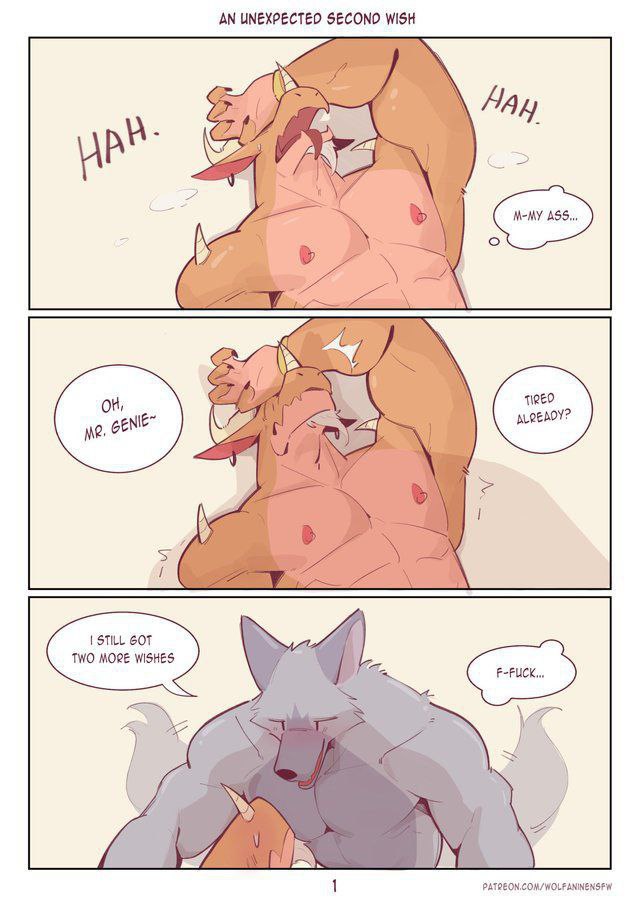 AN UNEXPECTED SECOND WISH
HAH.
HAH.
M-MY ASS...
OH,
MR. GENIE~
TIRED
ALREADY?
I STILL GOT
TWO MORE WISHES
F-FUCK...
1
PATREON.COM/WOLFANINENSFW